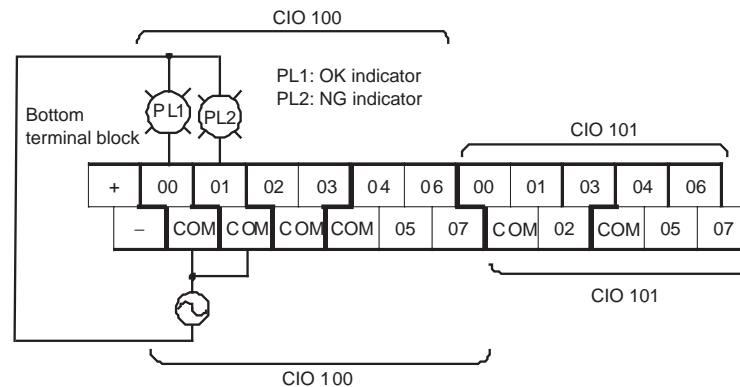 CIO 100
PL1: OK indicator
PL2: NG indicator
PL1
PL2
Bottom
terminal block
CIO 101
+ 00 01 02 03 04 06 00 01 03 04 06
− COM COM COM COM 05 07 COM 02 COM 05 07
CIO 101
CIO 100